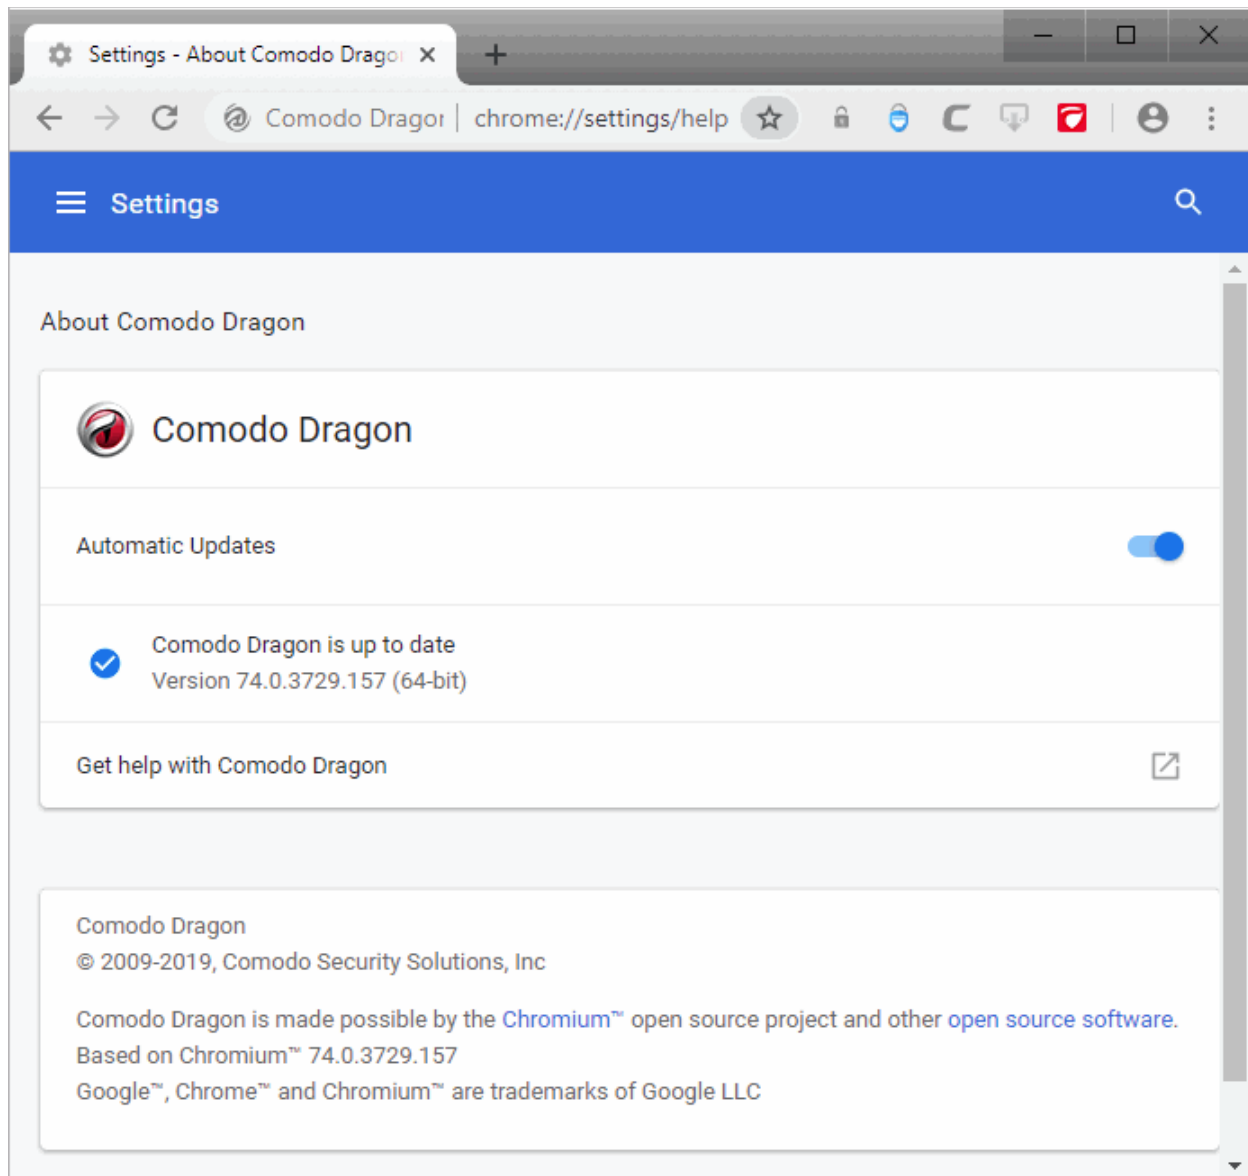 Settings - About Comodo Drago
Comodo Dragor | chrome://settings/help
Settings
About Comodo Dragon
Comodo Dragon
Automatic Updates
Comodo Dragon is up to date
Version 74.0.3729.157 (64-bit)
Get help with Comodo Dragon
Comodo Dragon
© 2009-2019, Comodo Security Solutions, Inc
Comodo Dragon is made possible by the Chromium™ open source project and other open source software.
Based on Chromium™ 74.0.3729.157
Google™, Chrome™ and Chromium™ are trademarks of Google LLC